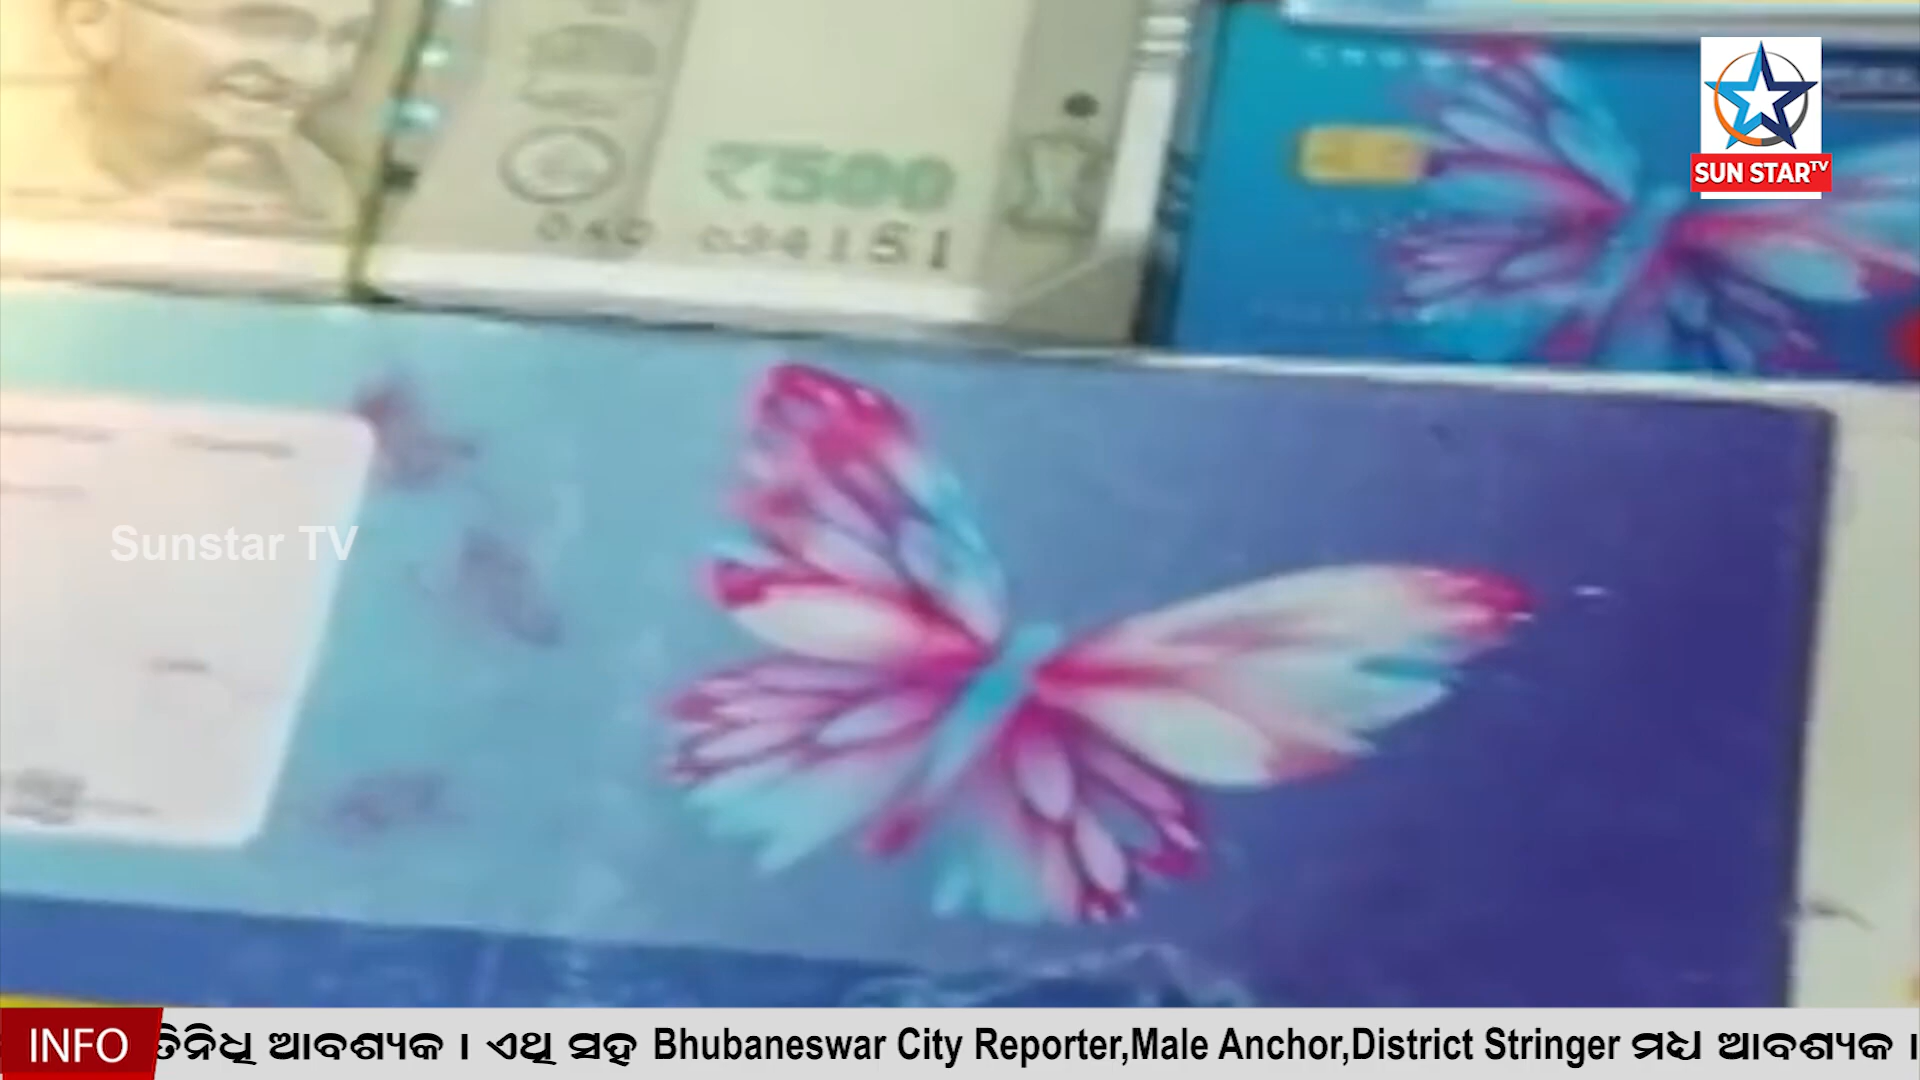 ₹500
034151
SUN STAR TV
Sunstar TV
INFO
ତିନିଧି ଆବଶ୍ୟକ । ଏଥି ସହ Bhubaneswar City Reporter,Male Anchor,District Stringer ମଧ୍ୟ ଆବଶ୍ୟକ ।